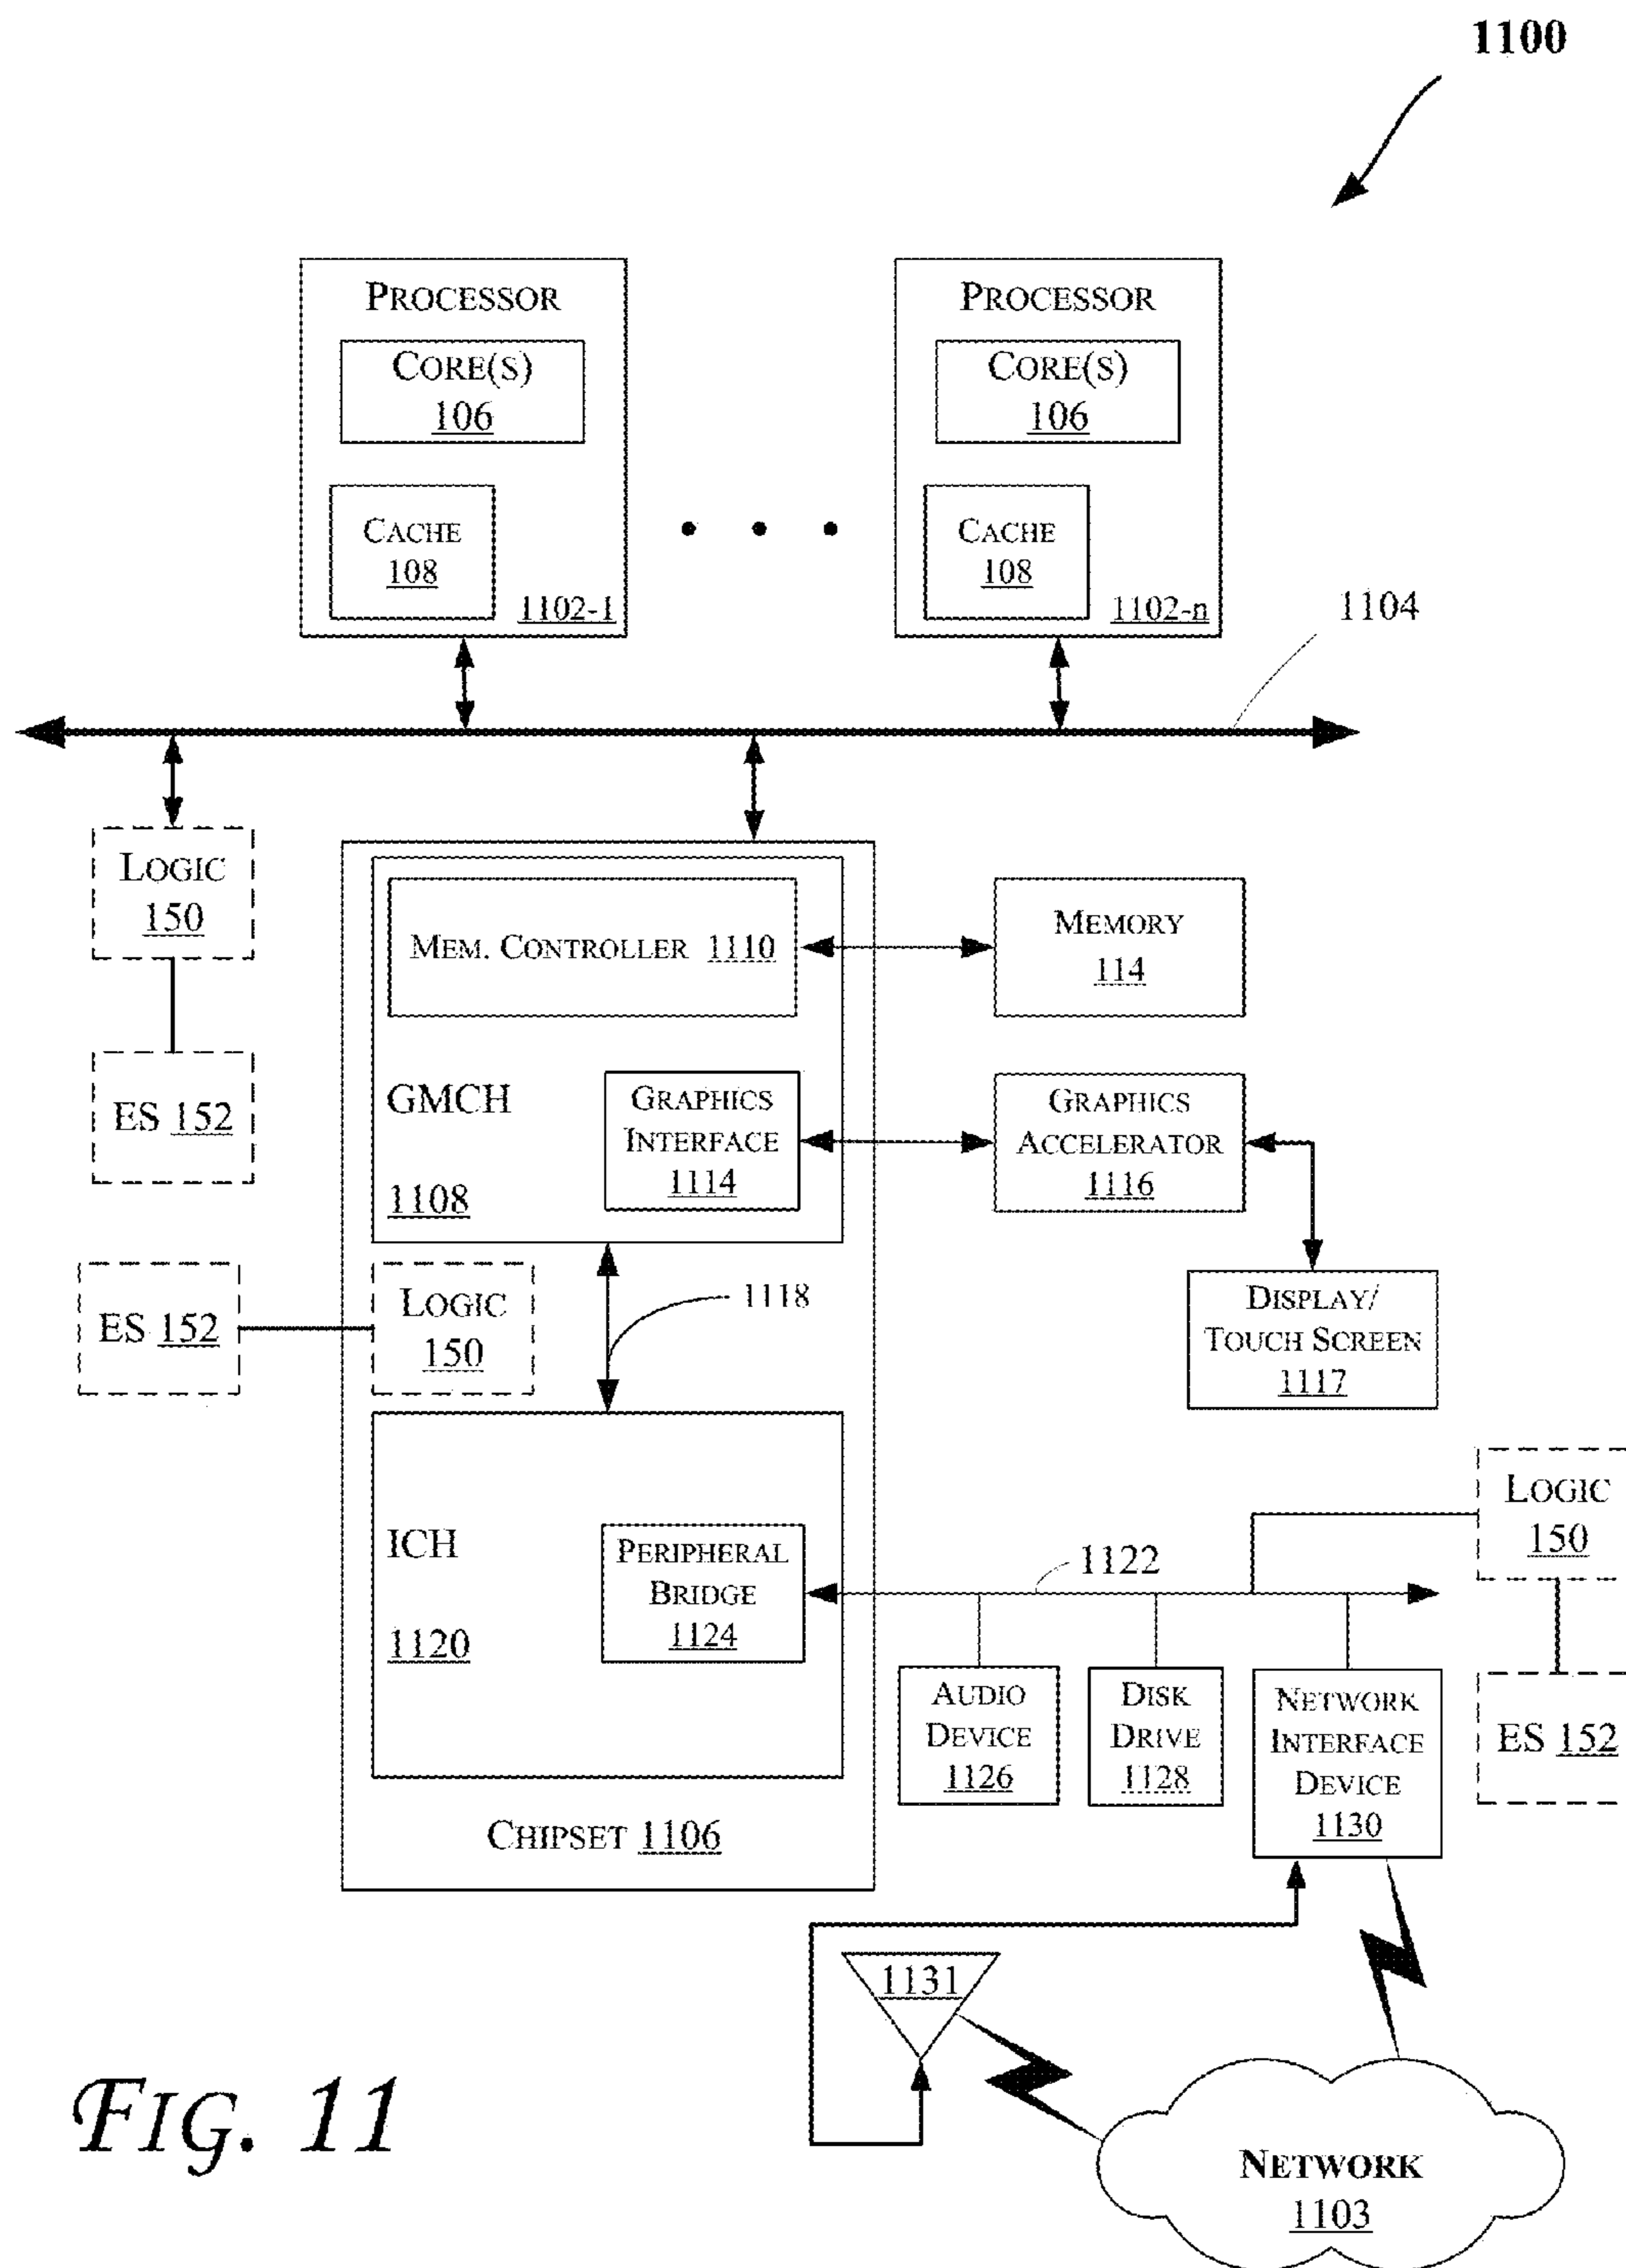 1100
PROCESSOR
CORE(S)
106
CACHE
108
1102-1
PROCESSOR
CORE(S)
106
CACHE
108
1102-n
1104
LOGIC
150
ES 152
MEM. CONTROLLER 1110
GMCH
1108
GRAPHICS
INTERFACE
1114
MEMORY
114
GRAPHICS
ACCELERATOR
1116
DISPLAY/
TOUCH SCREEN
1117
ES 152
LOGIC
150
1118
ICH
1120
PERIPHERAL
BRIDGE
1124
1122
LOGIC
150
ES 152
AUDIO
DEVICE
1126
DISK
DRIVE
1128
NETWORK
INTERFACE
DEVICE
1130
CHIPSET 1106
1131
NETWORK
1103
FIG. 11